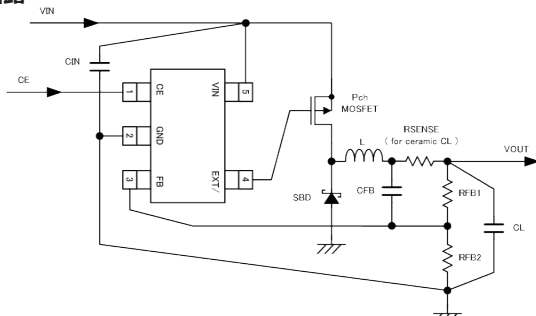 路
VIN
CIN
CE
1
CE
VIN
5
2
GND
3
FB
EXT/
4
Pch
MOSFET
L
RSENSE
( for ceramic CL )
VOUT
SBD
CFB
RFB1
CL
RFB2